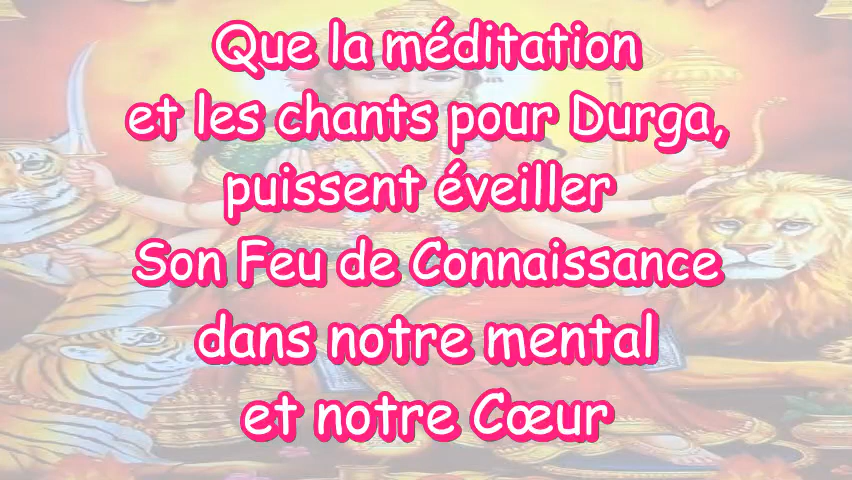 Que la méditation
et les chants pour Durga,
puissent éveiller
Son Feu de Connaissance
dans notre mental
et notre Cœur